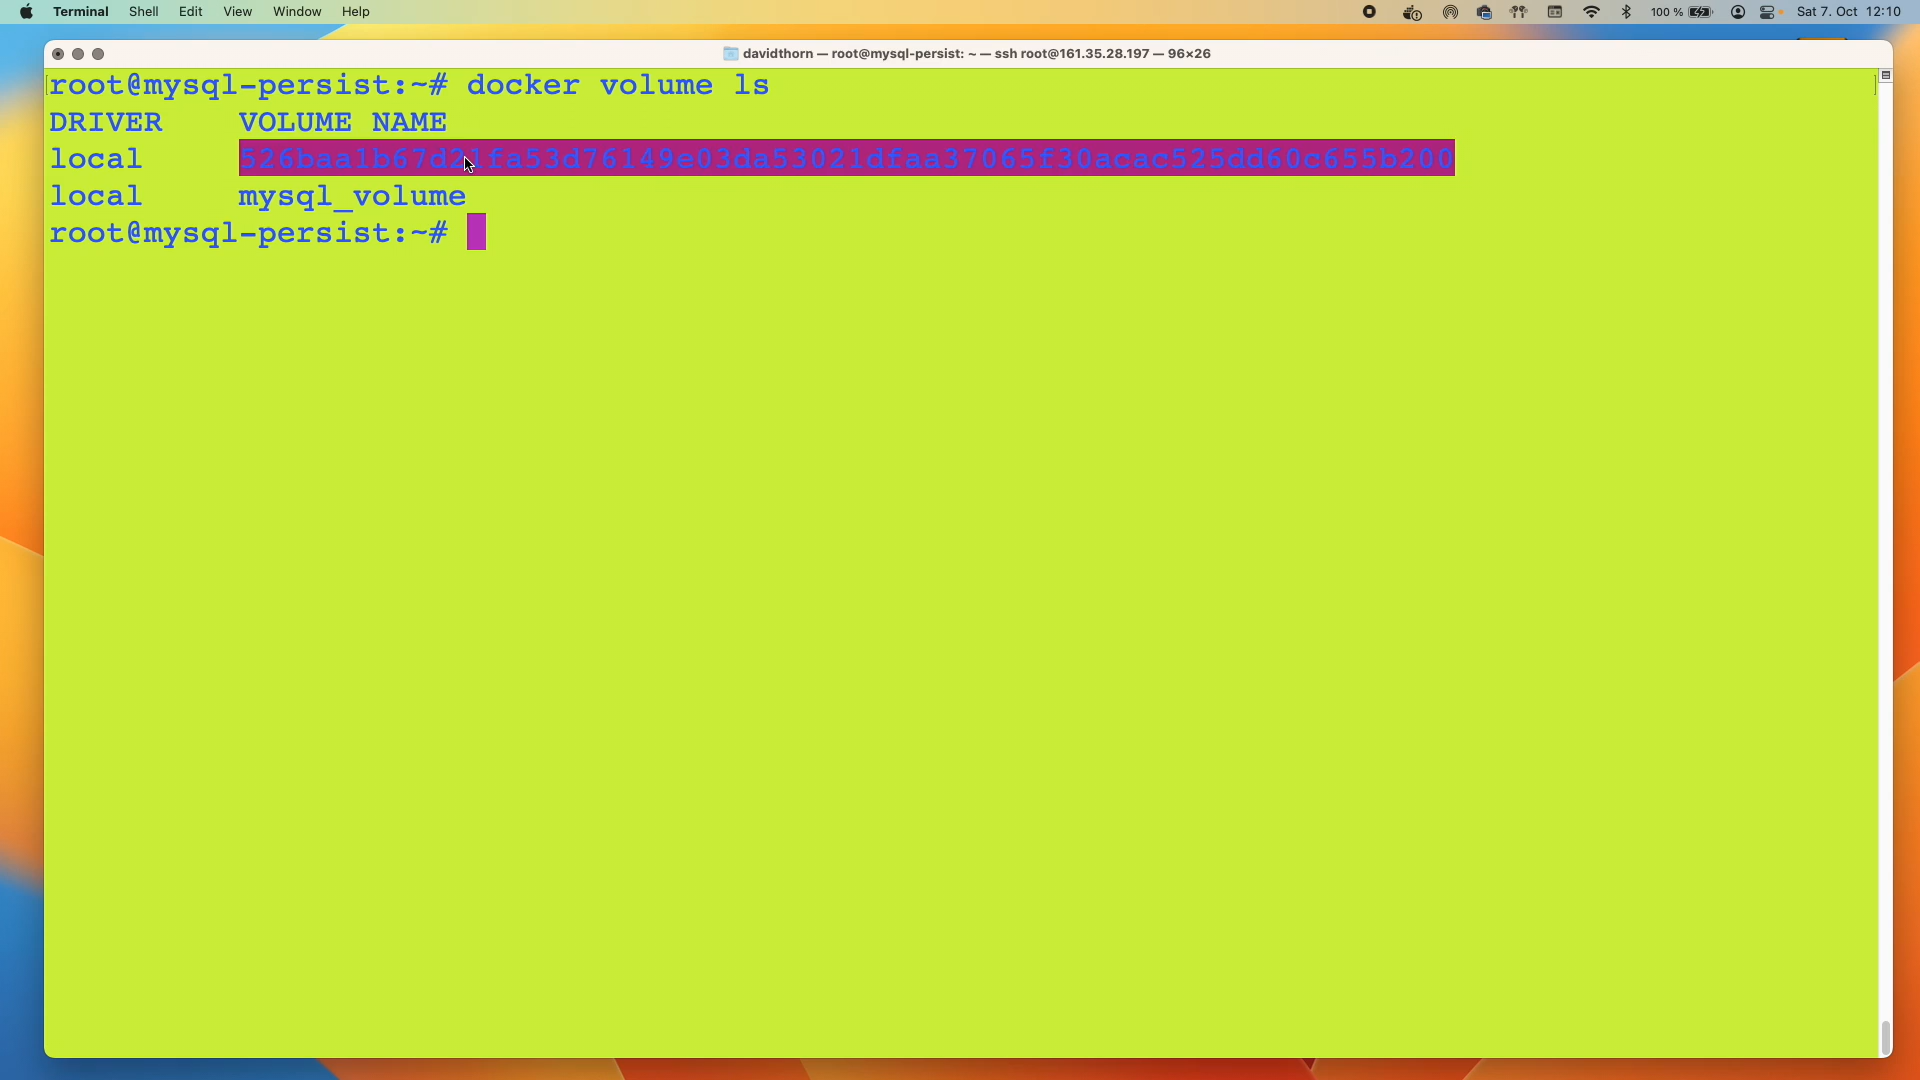 Terminal Shell Edit View Window Help 100 % Sat 7. Oct 12:10
davidthorn — root@mysql-persist: ~ — ssh root@161.35.28.197 — 96×26
root@mysql-persist:~# docker volume ls
DRIVER VOLUME NAME
local 526baa1b67d21fa53d76149e03da53021dfaa37065f30acac525dd60c655b200
local mysql_volume
root@mysql-persist:~#